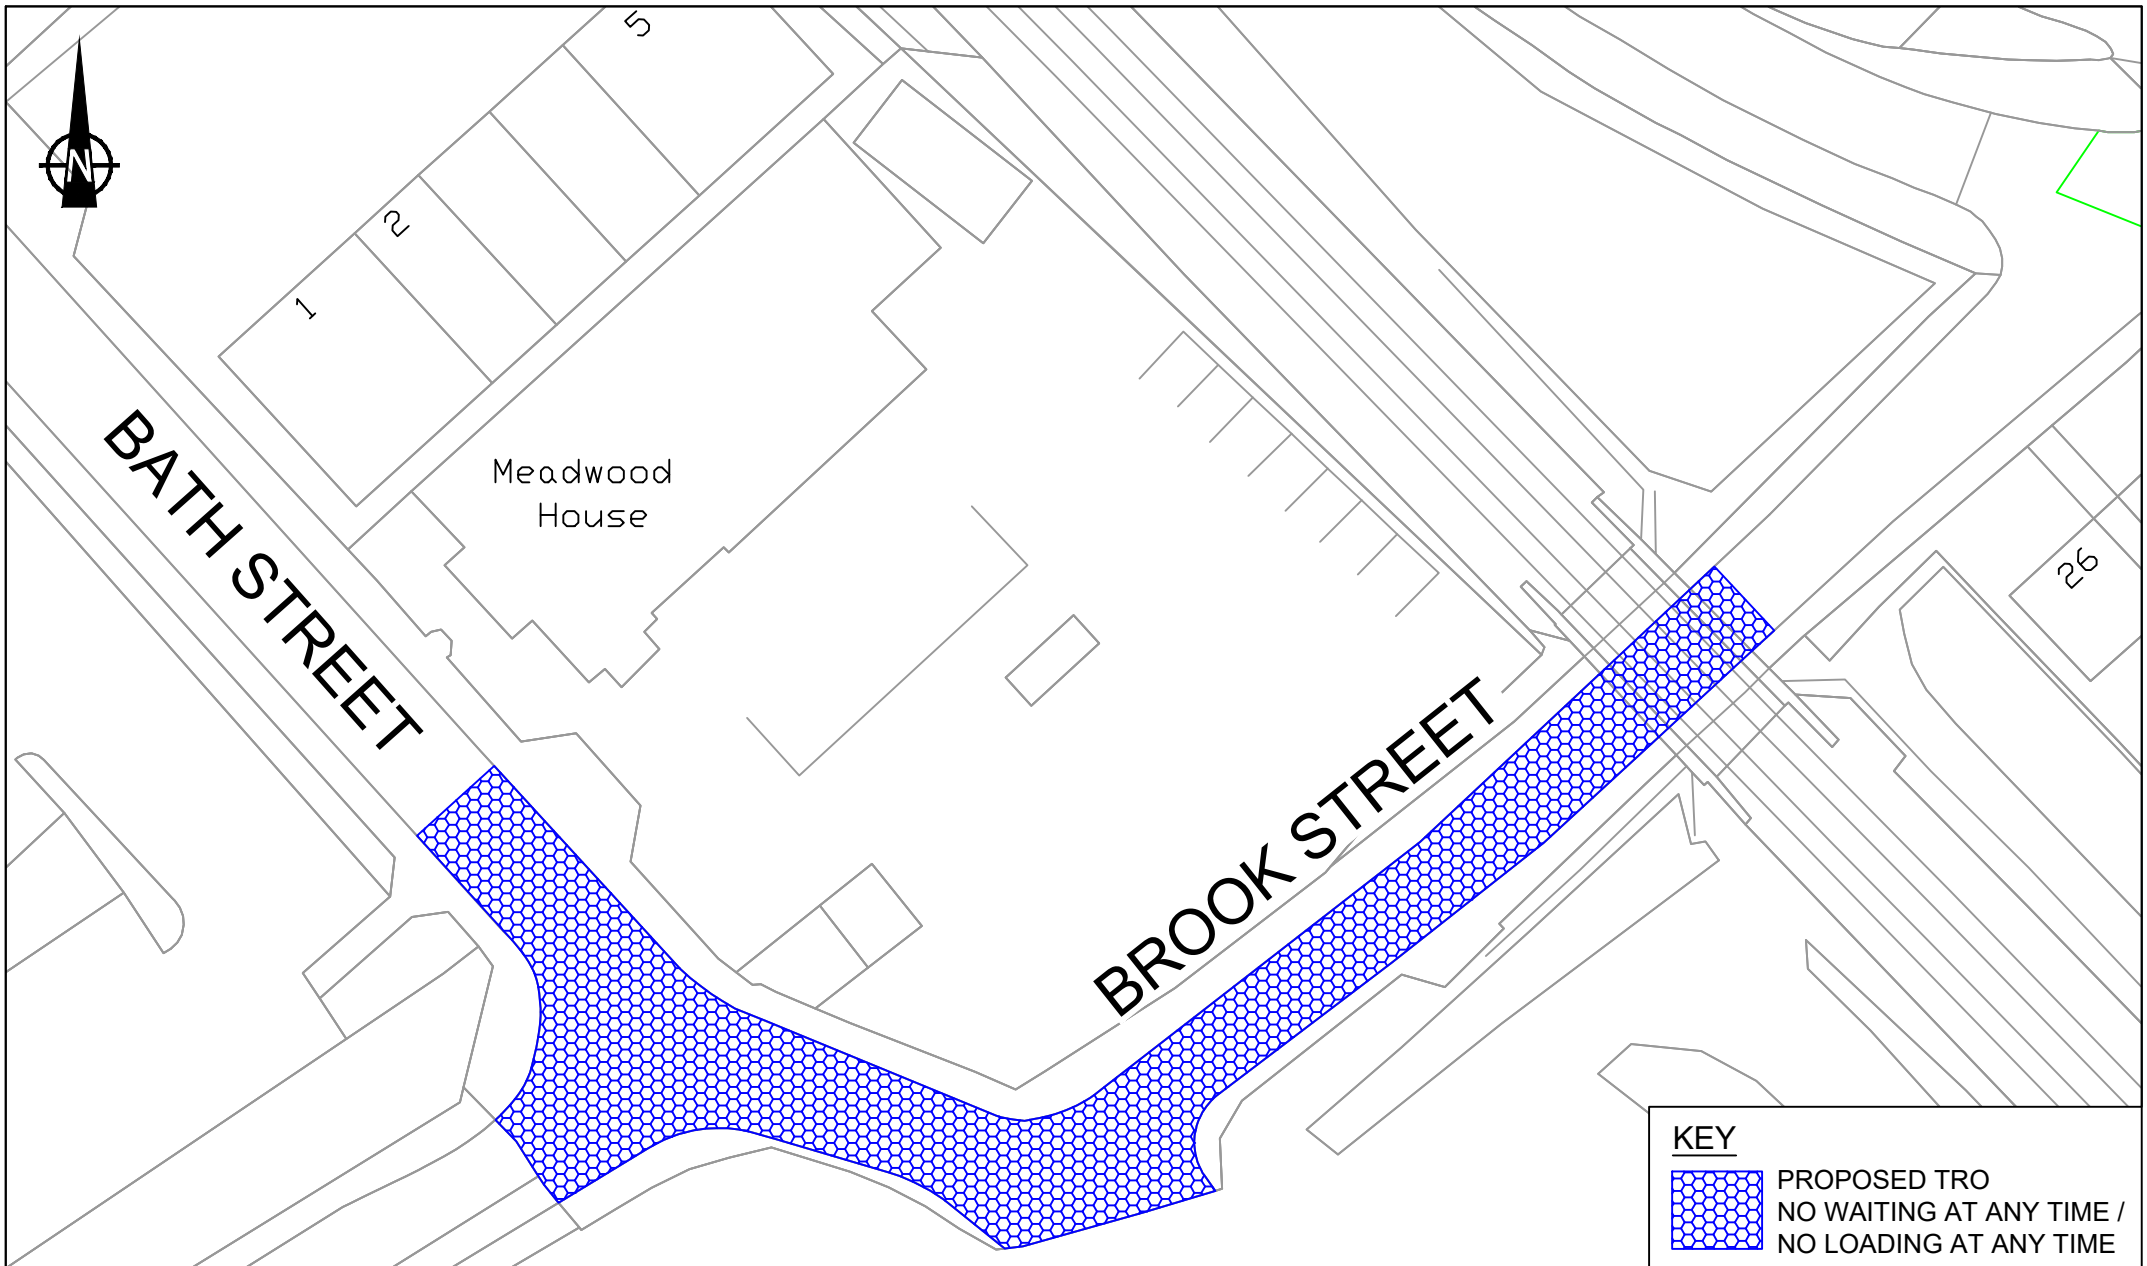 5
N
2
1
Meadwood
House
BATH STREET
26
BROOK STREET
KEY
PROPOSED TRO
NO WAITING AT ANY TIME /
NO LOADING AT ANY TIME